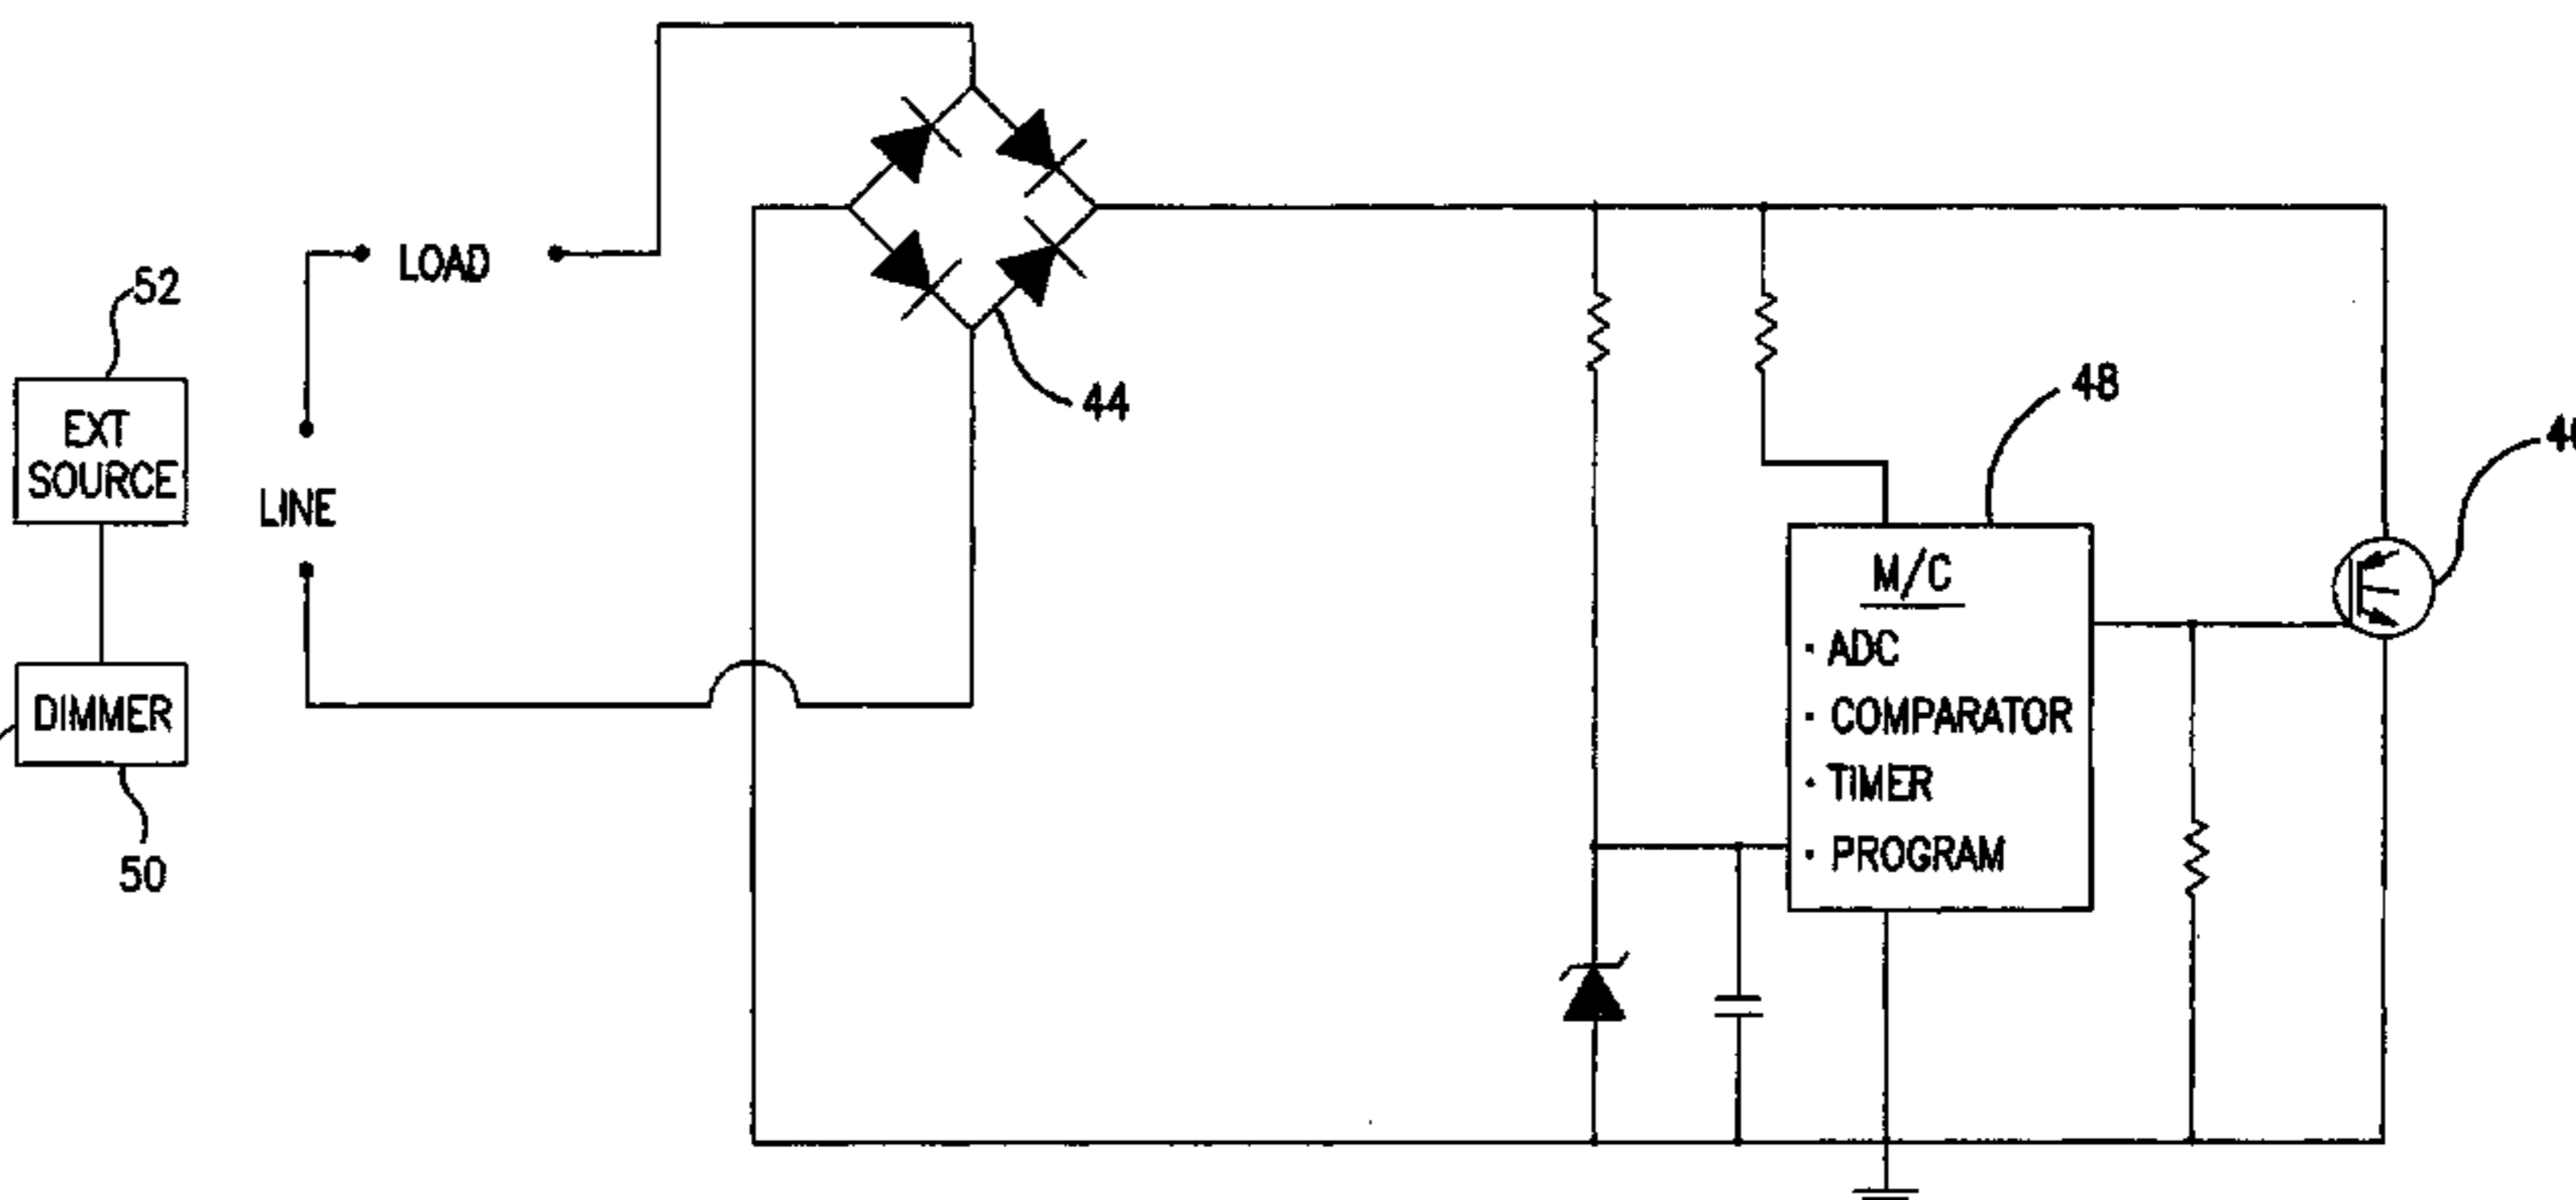 52
EXT
SOURCE
DIMMER
50
LOAD
LINE
44
48
M/C
· ADC
· COMPARATOR
· TIMER
· PROGRAM